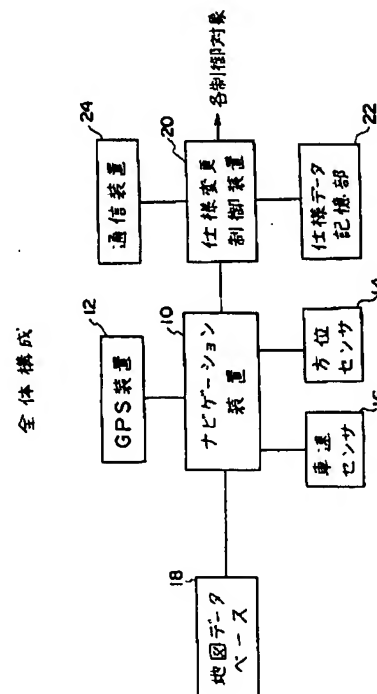 全体構成
12
GPS装置
24
通信装置
18
地図データ
ベース
10
ナビゲーション
装置
20
仕様変更
制御装置
各制御対象
車速
センサ
方位
センサ
14
22
仕様データ
記憶部